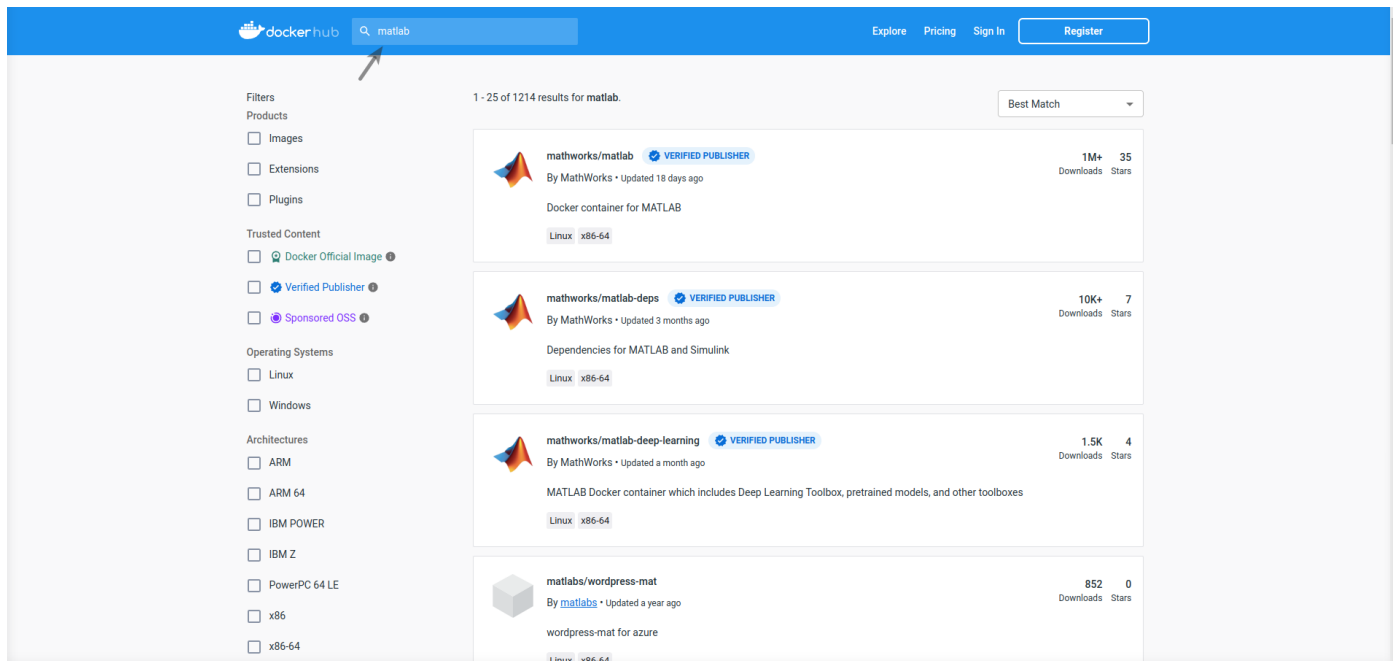 dockerhub matlab Explore Pricing Sign In Register
Filters
Products
Images
Extensions
Plugins
Trusted Content
Docker Official Image
Verified Publisher
Sponsored OSS
Operating Systems
Linux
Windows
Architectures
ARM
ARM 64
IBM POWER
IBM Z
PowerPC 64 LE
x86
x86-64
1 - 25 of 1214 results for matlab.
Best Match
mathworks/matlab VERIFIED PUBLISHER
By MathWorks • Updated 18 days ago
Docker container for MATLAB
Linux x86-64
1M+ 35
Downloads Stars
mathworks/matlab-deps VERIFIED PUBLISHER
By MathWorks • Updated 3 months ago
Dependencies for MATLAB and Simulink
Linux x86-64
10K+ 7
Downloads Stars
mathworks/matlab-deep-learning VERIFIED PUBLISHER
By MathWorks • Updated a month ago
MATLAB Docker container which includes Deep Learning Toolbox, pretrained models, and other toolboxes
Linux x86-64
1.5K 4
Downloads Stars
matlabs/wordpress-mat
By matlabs • Updated a year ago
wordpress-mat for azure
Linux x86-64
852 0
Downloads Stars